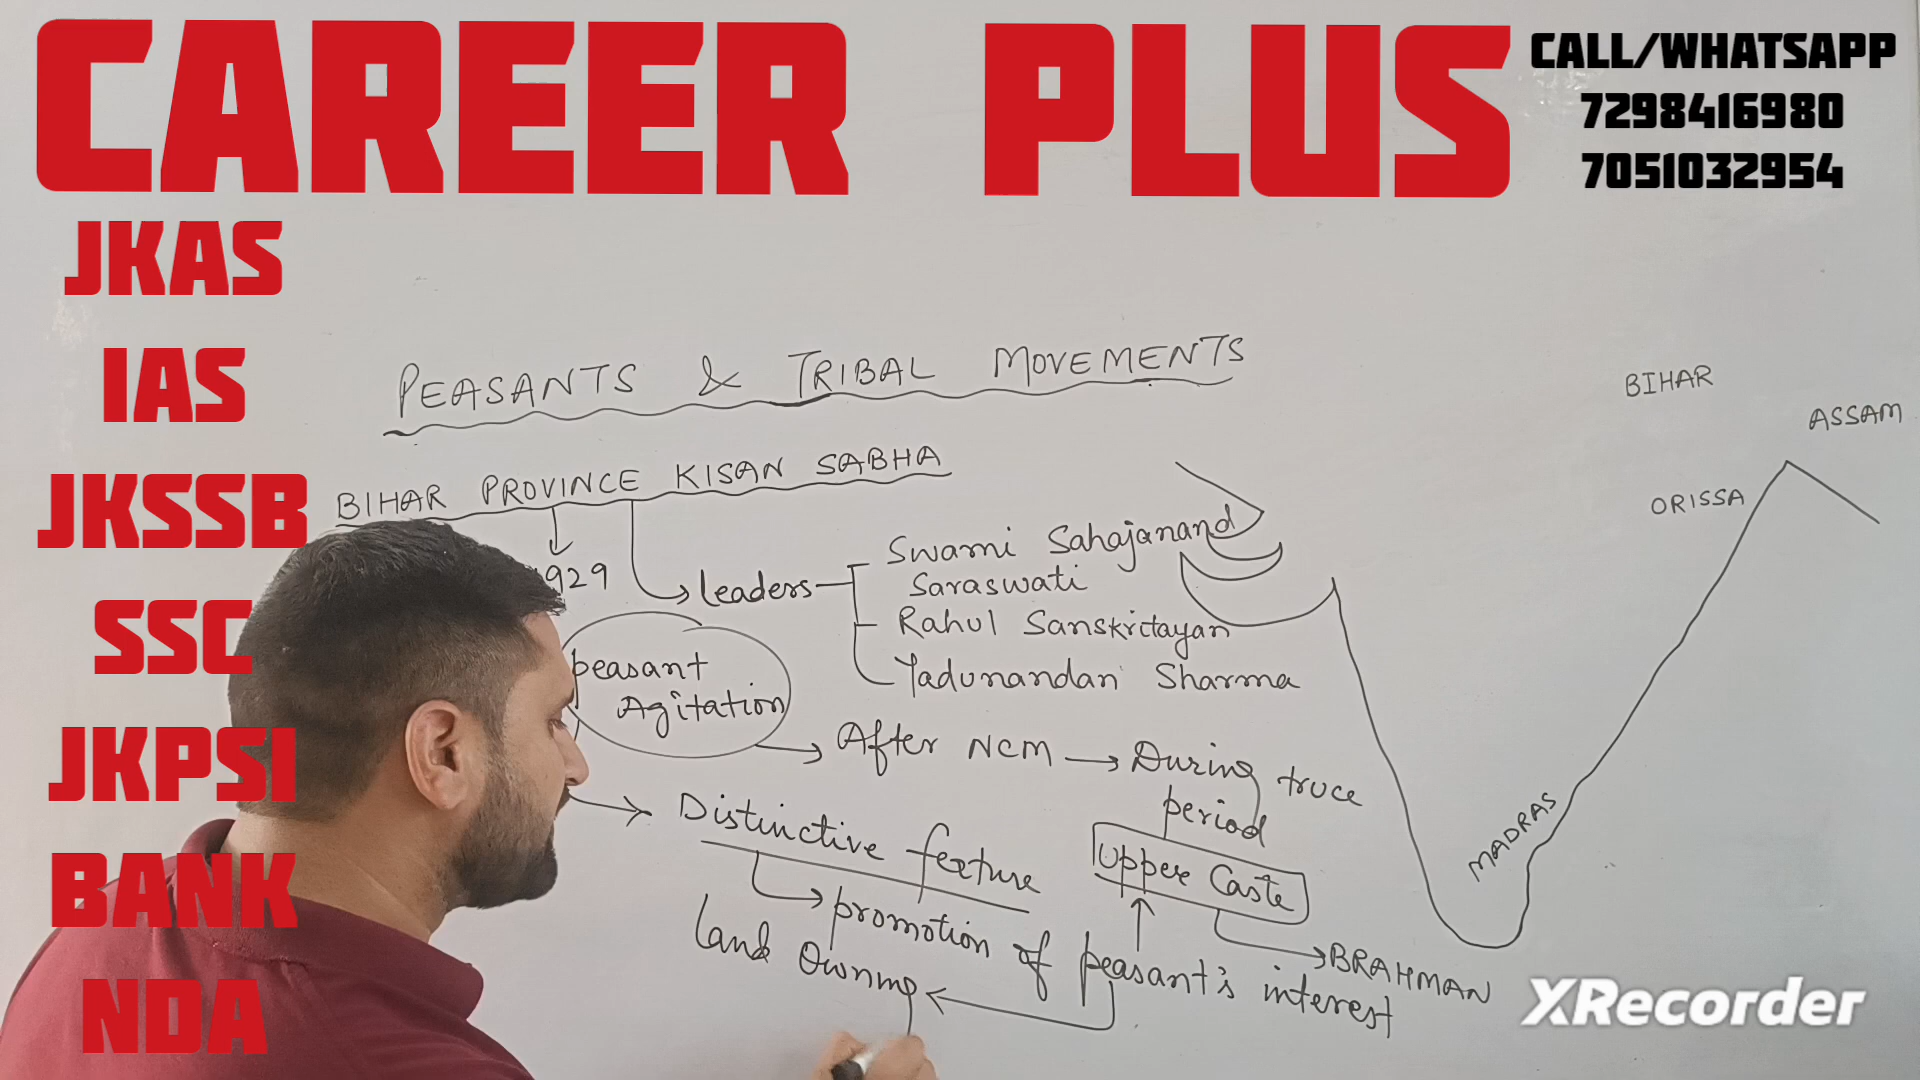 CAREER PLUS
CALL/WHATSAPP
7298416980
7051032954
JKAS
IAS
JKSSB
SSC
JKPSI
BANK
NDA
PEASANTS & TRIBAL MOVEMENTS
BIHAR PROVINCE KISAN SABHA
929
leaders
Swami Sahajanand
Saraswati
Rahul Sanskritayan
Yadunandan Sharma
peasant
Agitation
After NCM
During truce
period
Distinctive feature
Upper Caste
promotion of peasant's interest
BRAHMAN
land Owning
BIHAR
ASSAM
ORISSA
MADRAS
XRecorder